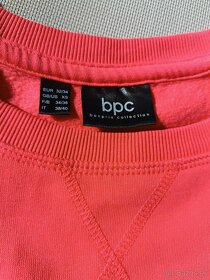 EUR 32/34
GB/US XS
F/E 34/36
IT 38/40
bpc
bonprix collection